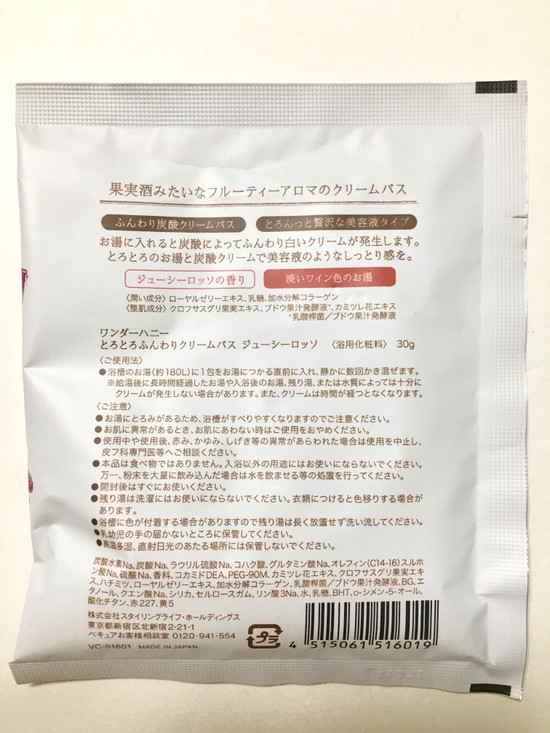 果実酒みたいなフルーティーアロマのクリームバス
ふんわり炭酸クリームバス とろんっと贅沢な美容液タイプ
お湯に入れると炭酸によってふんわり白いクリームが発生します。
とろとろのお湯と炭酸クリームで美容液のようなしっとり感を。
ジューシーロッソの香り 淡いワイン色のお湯
〈潤い成分〉ローヤルゼリーエキス、乳糖、加水分解コラーゲン
〈整肌成分〉クロフサスグリ果実エキス、ブドウ果汁発酵液*、カミツレ花エキス
*乳酸桿菌/ブドウ果汁発酵液
ワンダーハニー
とろとろふんわりクリームバス ジューシーロッソ 〈浴用化粧料〉 30g
〈ご使用法〉
●浴槽のお湯(約180L)に1包をお湯につかる直前に入れ、静かに数回かき混ぜます。
※給湯後に長時間経過したお湯や入浴後のお湯、残り湯、または水質によっては十分に
クリームが発生しない場合があります。また、クリームは時間が経つとなくなります。
〈ご注意〉
●お湯にとろみがあるため、浴槽がすべりやすくなりますのでご注意ください。
●お肌に異常があるとき、お肌にあわない時はご使用をおやめください。
●使用中や使用後、赤み、かゆみ、しげき等の異常があらわれた場合は使用を中止し、
皮フ科専門医等へご相談ください。
●本品は食べ物ではありません。入浴以外の用途にはお使いにならないでください。
万一、粉末を大量に飲み込んだ場合は水を飲ませる等の処置を行ってください。
●開封後はすぐにお使いください。
●残り湯は洗濯にはお使いにならないでください。衣類につけると色移りする場合が
あります。
●浴槽に色が付着する場合がありますので残り湯は長く放置せず洗い流してください。
●乳幼児の手の届かないところに保管してください。
●高温多湿、直射日光のあたる場所には保管しないでください。
炭酸水素Na、炭酸Na、ラウリル硫酸Na、コハク酸、グルタミン酸Na、オレフィン(C14-16)スルホ
ン酸Na、硫酸Na、香料、コカミドDEA、PEG-90M、カミツレ花エキス、クロフサスグリ果実エキ
ス、ハチミツ、ローヤルゼリーエキス、加水分解コラーゲン、乳酸桿菌/ブドウ果汁発酵液、BG、エ
タノール、クエン酸Na、シリカ、セルロースガム、リン酸3Na、水、乳糖、BHT、o-シメン-5-オール、
酸化チタン、赤227、黄5
株式会社スタイリングライフ・ホールディングス
東京都新宿区北新宿2-21-1
ベキュアお客様相談室 0120-941-554
VC-51601 MADE IN JAPAN
プラ
4 515061 516019